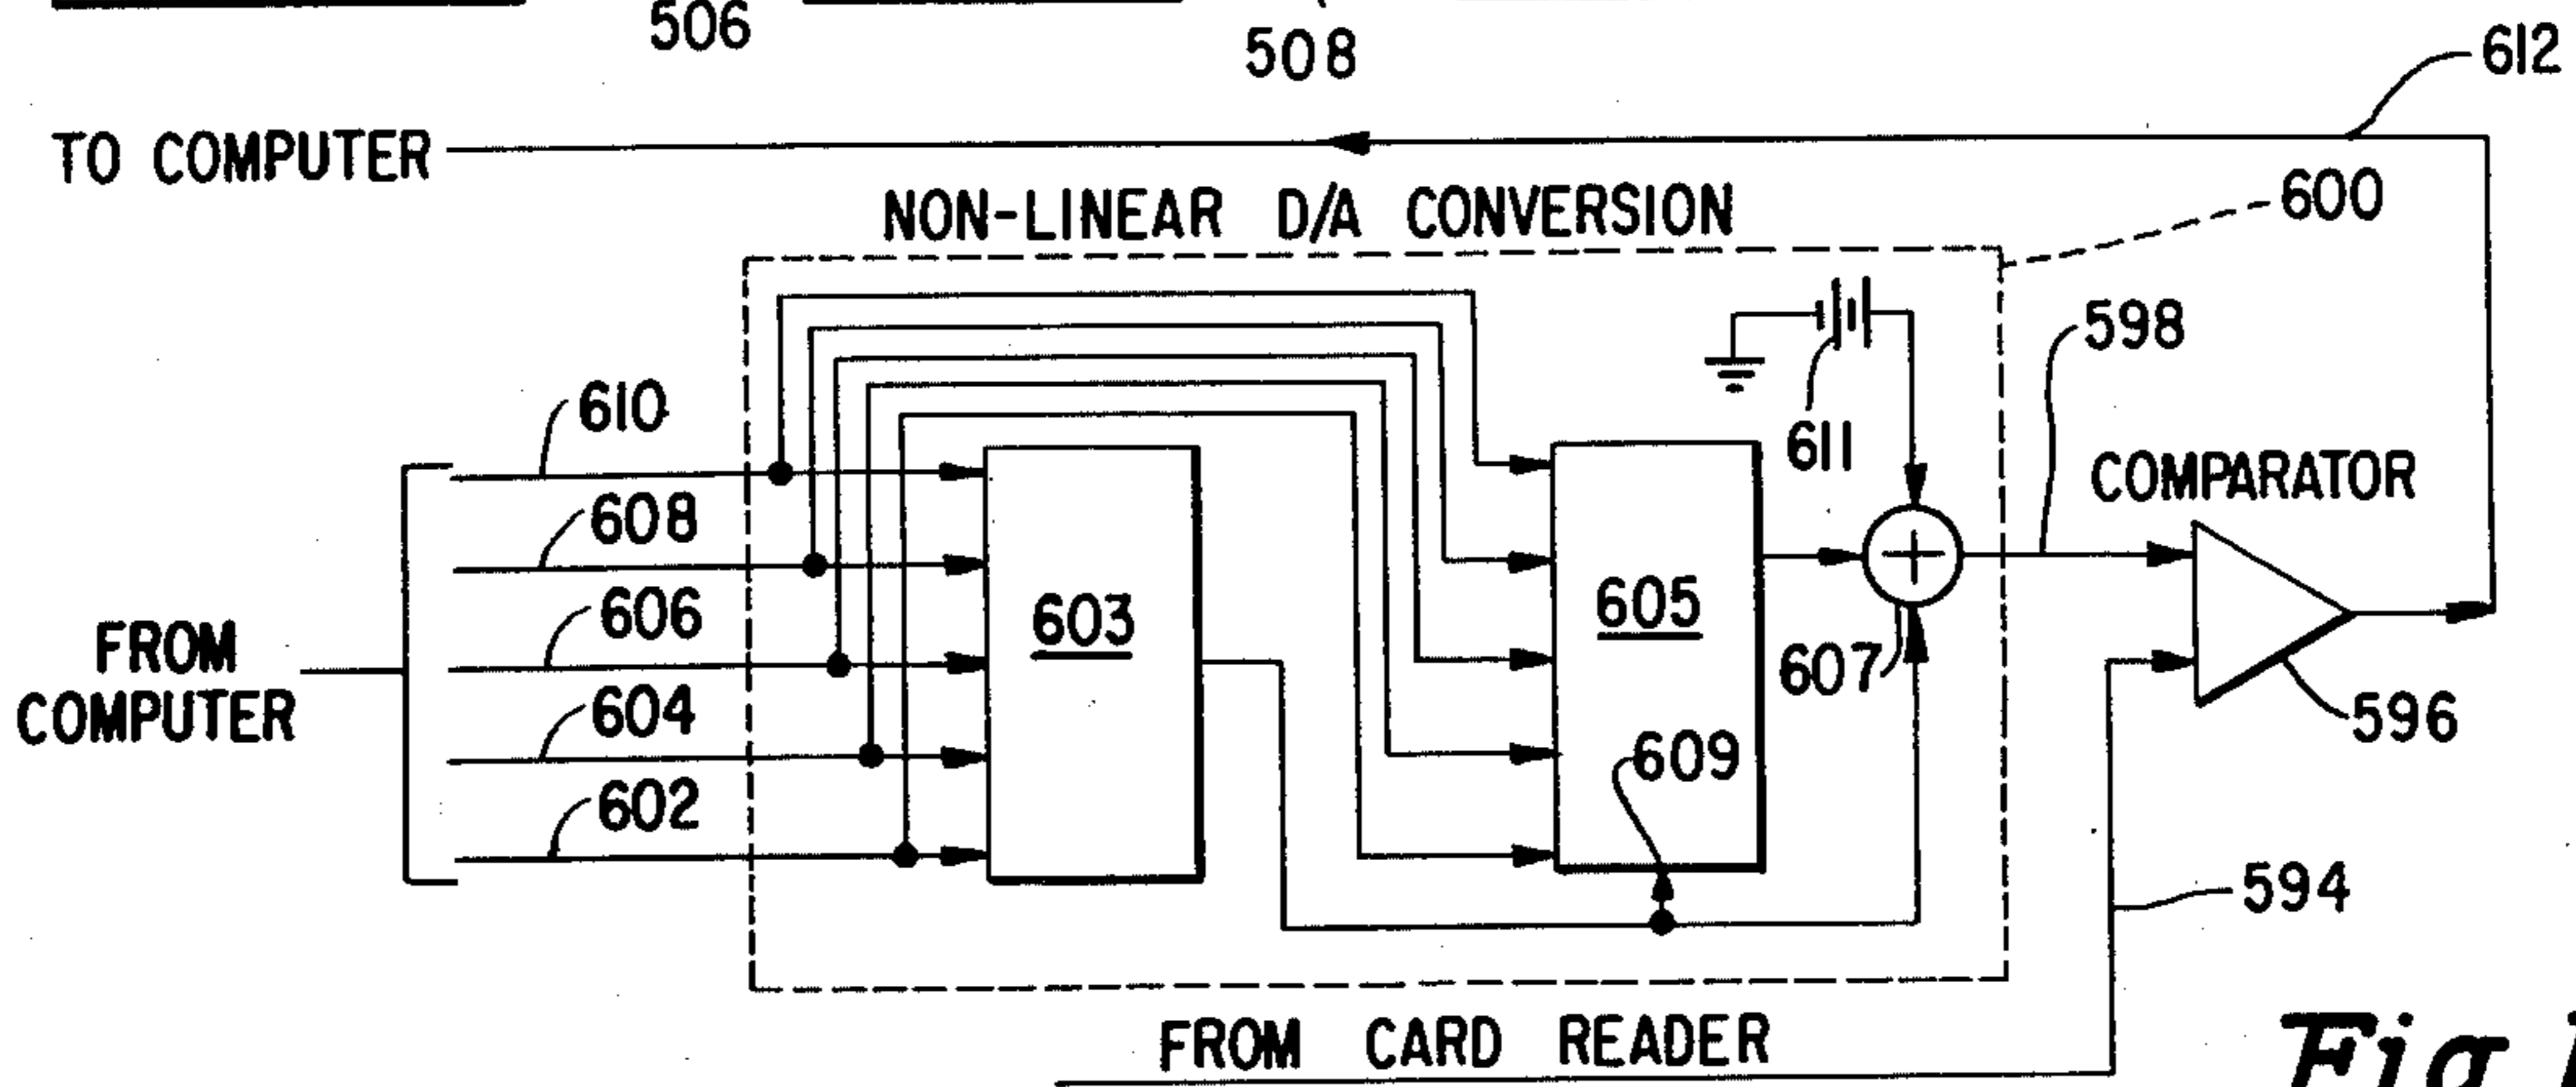 506
508
612
TO COMPUTER
NON-LINEAR D/A CONVERSION
600
598
610
611
COMPARATOR
608
603
605
606
607
FROM
COMPUTER
604
609
596
602
594
FROM CARD READER
Fig